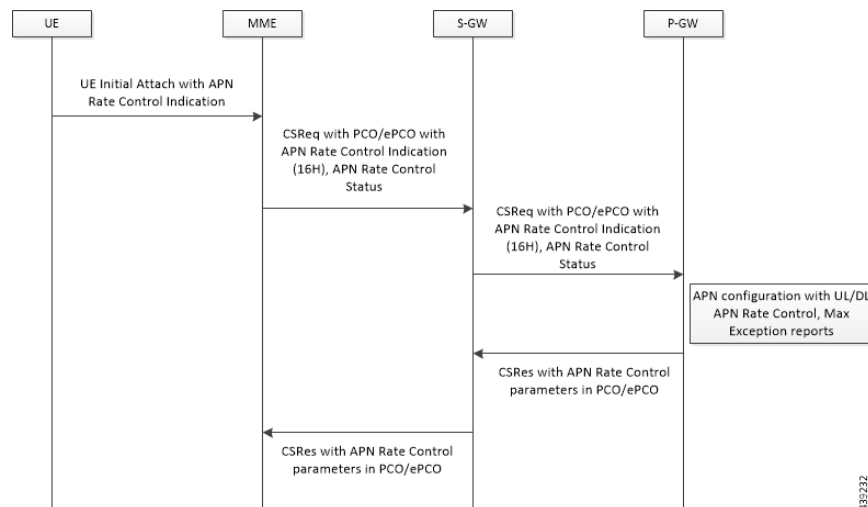 UE
MME
S-GW
P-GW
UE Initial Attach with APN
Rate Control Indication
CSReq with PCO/ePCO with
APN Rate Control Indication
(16H), APN Rate Control
Status
CSReq with PCO/ePCO with
APN Rate Control Indication
(16H), APN Rate Control
Status
APN configuration with UL/DL
APN Rate Control, Max
Exception reports
CSRes with APN Rate Control
parameters in PCO/ePCO
CSRes with APN Rate Control
parameters in PCO/ePCO
439232